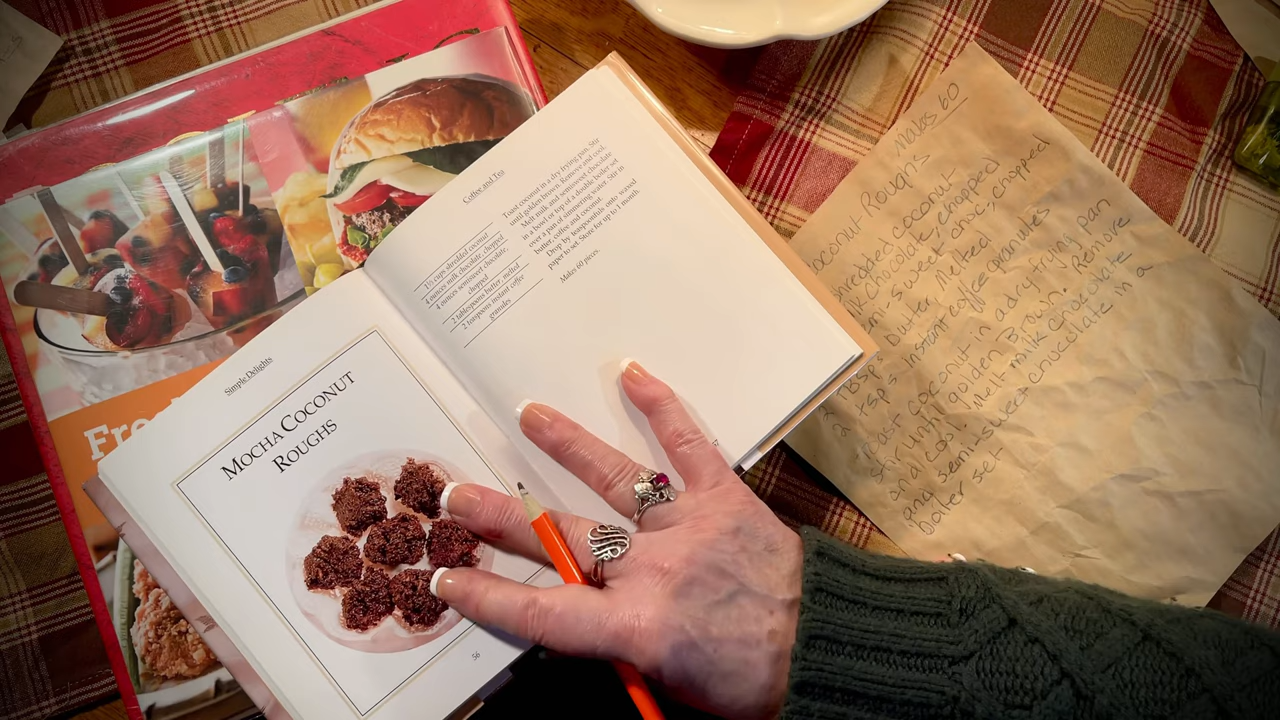 Fre
Simple Delights
MOCHA COCONUT
ROUGHS
56
Coffee and Tea
1⅓ cups shredded coconut
4 ounces milk chocolate, chopped
4 ounces semisweet chocolate,
chopped
2 tablespoons butter, melted
2 teaspoons instant coffee
granules
Toast coconut in a dry frying pan. Stir
until golden brown. Remove and cool.
Melt milk and semisweet chocolate
in a bowl or top of a double boiler set
over a pan of simmering water. Stir in
butter, coffee and coconut.
Drop by teaspoonfuls onto waxed
paper to set. Store for up to 1 month.
Makes 60 pieces.
oconut Roughs Makes 60
shredded coconut
milk chocolate, chopped
semi sweet choc, chopped
2 TBSP butter melted
2 tsps instant coffee granules
oast coconut in a dry frying pan
Stir until golden Brown. Remove
and cool. Melt milk chocolate
and semi-sweet chocolate in a
boiler set